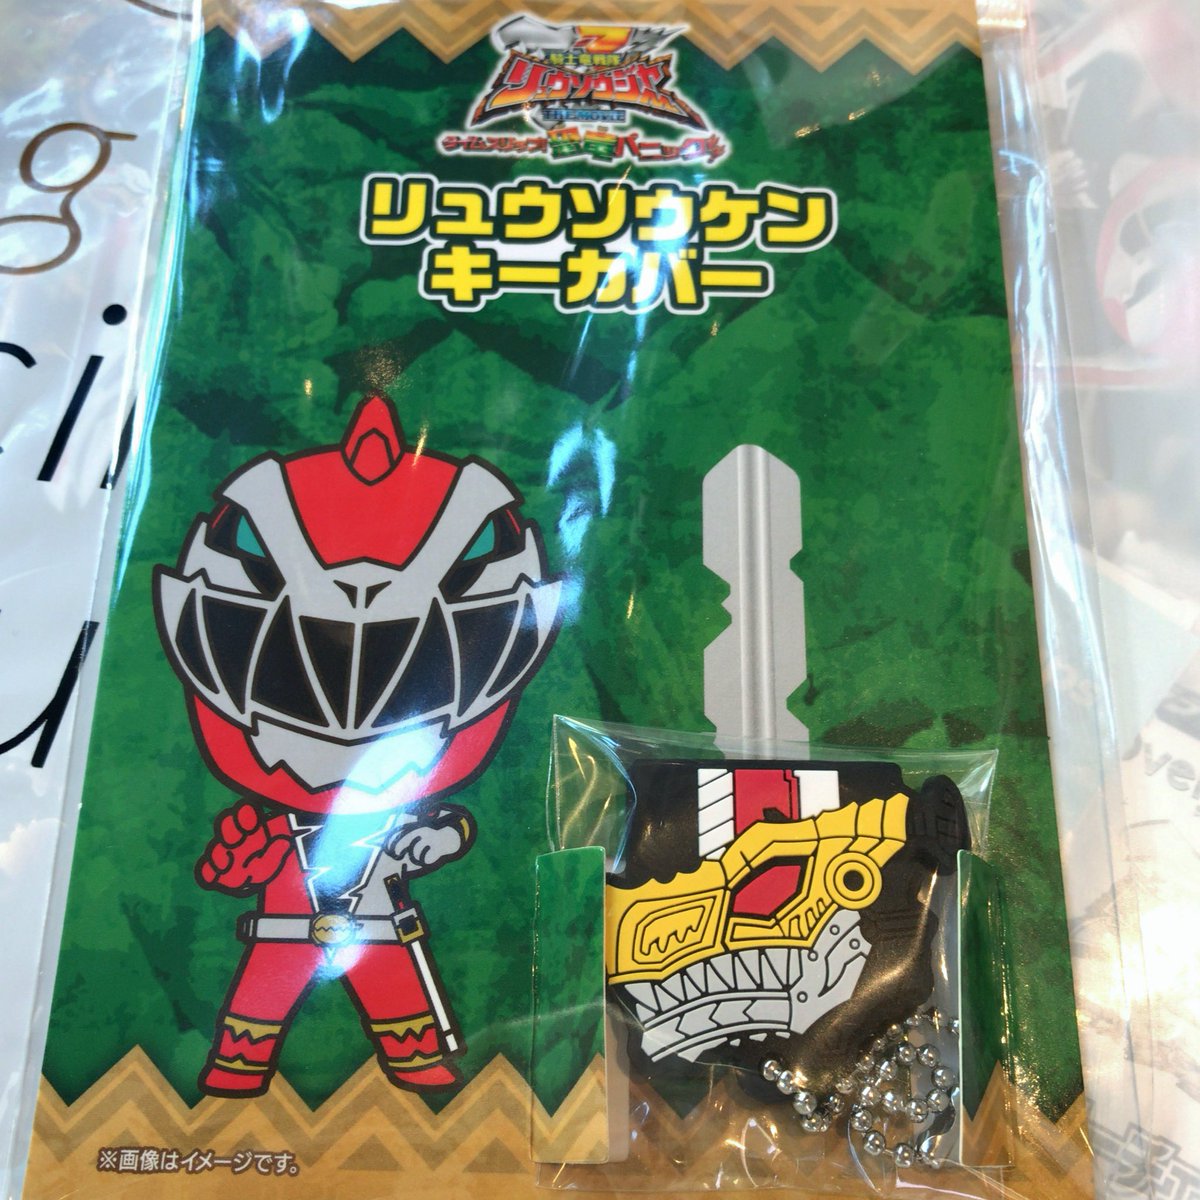 騎士竜戦隊
リュウソウジャー
THE MOVIE
タイムスリップ!恐竜パニック!!
リュウソウケン
キーカバー
g
ci
u
※画像はイメージです。